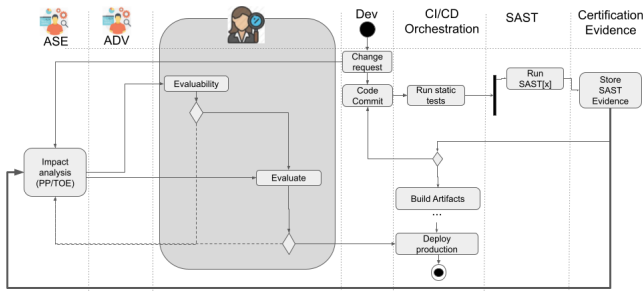 ASE
ADV
Dev
CI/CD
Orchestration
SAST
Certification
Evidence
Change
request
Evaluability
Code
Commit
Run static
tests
Run
SAST[x]
Store
SAST
Evidence
Impact
analysis
(PP/TOE)
Evaluate
Build Artifacts
...
Deploy
production